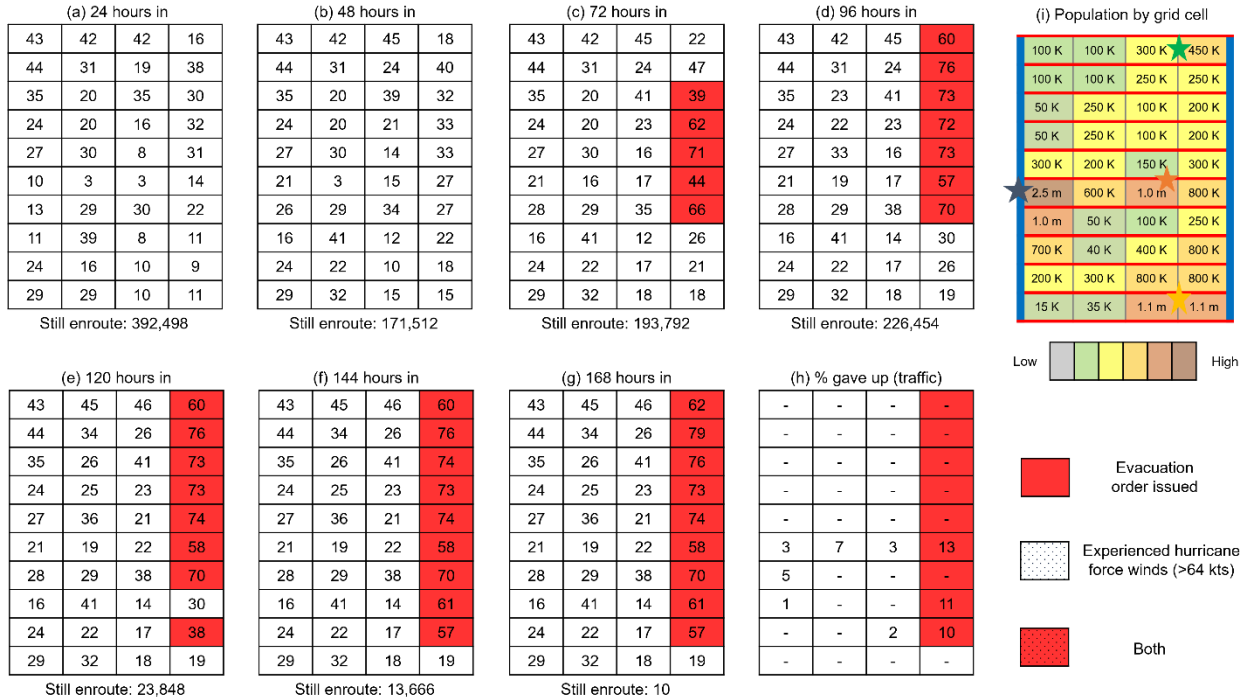 (a) 24 hours in
43 42 42 16
44 31 19 38
35 20 35 30
24 20 16 32
27 30 8 31
10 3 3 14
13 29 30 22
11 39 8 11
24 16 10 9
29 29 10 11
Still enroute: 392,498
(b) 48 hours in
43 42 45 18
44 31 24 40
35 20 39 32
24 20 21 33
27 30 14 33
21 3 15 27
26 29 34 27
16 41 12 22
24 22 10 18
29 32 15 15
Still enroute: 171,512
(c) 72 hours in
43 42 45 22
44 31 24 47
35 20 41 39
24 20 23 62
27 30 16 71
21 16 17 44
28 29 35 66
16 41 12 26
24 22 17 21
29 32 18 18
Still enroute: 193,792
(d) 96 hours in
43 42 45 60
44 31 24 76
35 23 41 73
24 22 23 72
27 33 16 73
21 19 17 57
28 29 38 70
16 41 14 30
24 22 17 26
29 32 18 19
Still enroute: 226,454
(i) Population by grid cell
100 K 100 K 300 K 450 K
100 K 100 K 250 K 250 K
50 K 250 K 100 K 200 K
50 K 250 K 100 K 200 K
300 K 200 K 150 K 300 K
2.5 m 600 K 1.0 m 800 K
1.0 m 50 K 100 K 250 K
700 K 40 K 400 K 800 K
200 K 300 K 800 K 800 K
15 K 35 K 1.1 m 1.1 m
Low High
(e) 120 hours in
43 45 46 60
44 34 26 76
35 26 41 73
24 25 23 73
27 36 21 74
21 19 22 58
28 29 38 70
16 41 14 30
24 22 17 38
29 32 18 19
Still enroute: 23,848
(f) 144 hours in
43 45 46 60
44 34 26 76
35 26 41 74
24 25 23 73
27 36 21 74
21 19 22 58
28 29 38 70
16 41 14 61
24 22 17 57
29 32 18 19
Still enroute: 13,666
(g) 168 hours in
43 45 46 62
44 34 26 79
35 26 41 76
24 25 23 73
27 36 21 74
21 19 22 58
28 29 38 70
16 41 14 61
24 22 17 57
29 32 18 19
Still enroute: 10
(h) % gave up (traffic)
- - - -
- - - -
- - - -
- - - -
- - - -
3 7 3 13
5 - - -
1 - - 11
- - 2 10
- - - -
Evacuation
order issued
Experienced hurricane
force winds (>64 kts)
Both